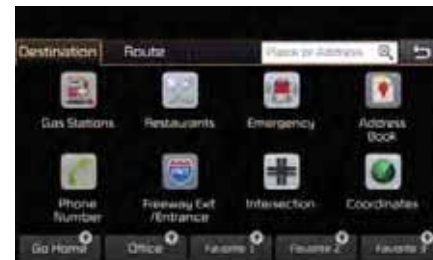 Destination
Route
Place or Address
Gas Stations
Restaurants
Emergency
Address
Book
Phone
Number
Freeway Exit
/Entrance
Intersection
Coordinates
Go Home
Office
Favorite 1
Favorite 2
Favorite 3